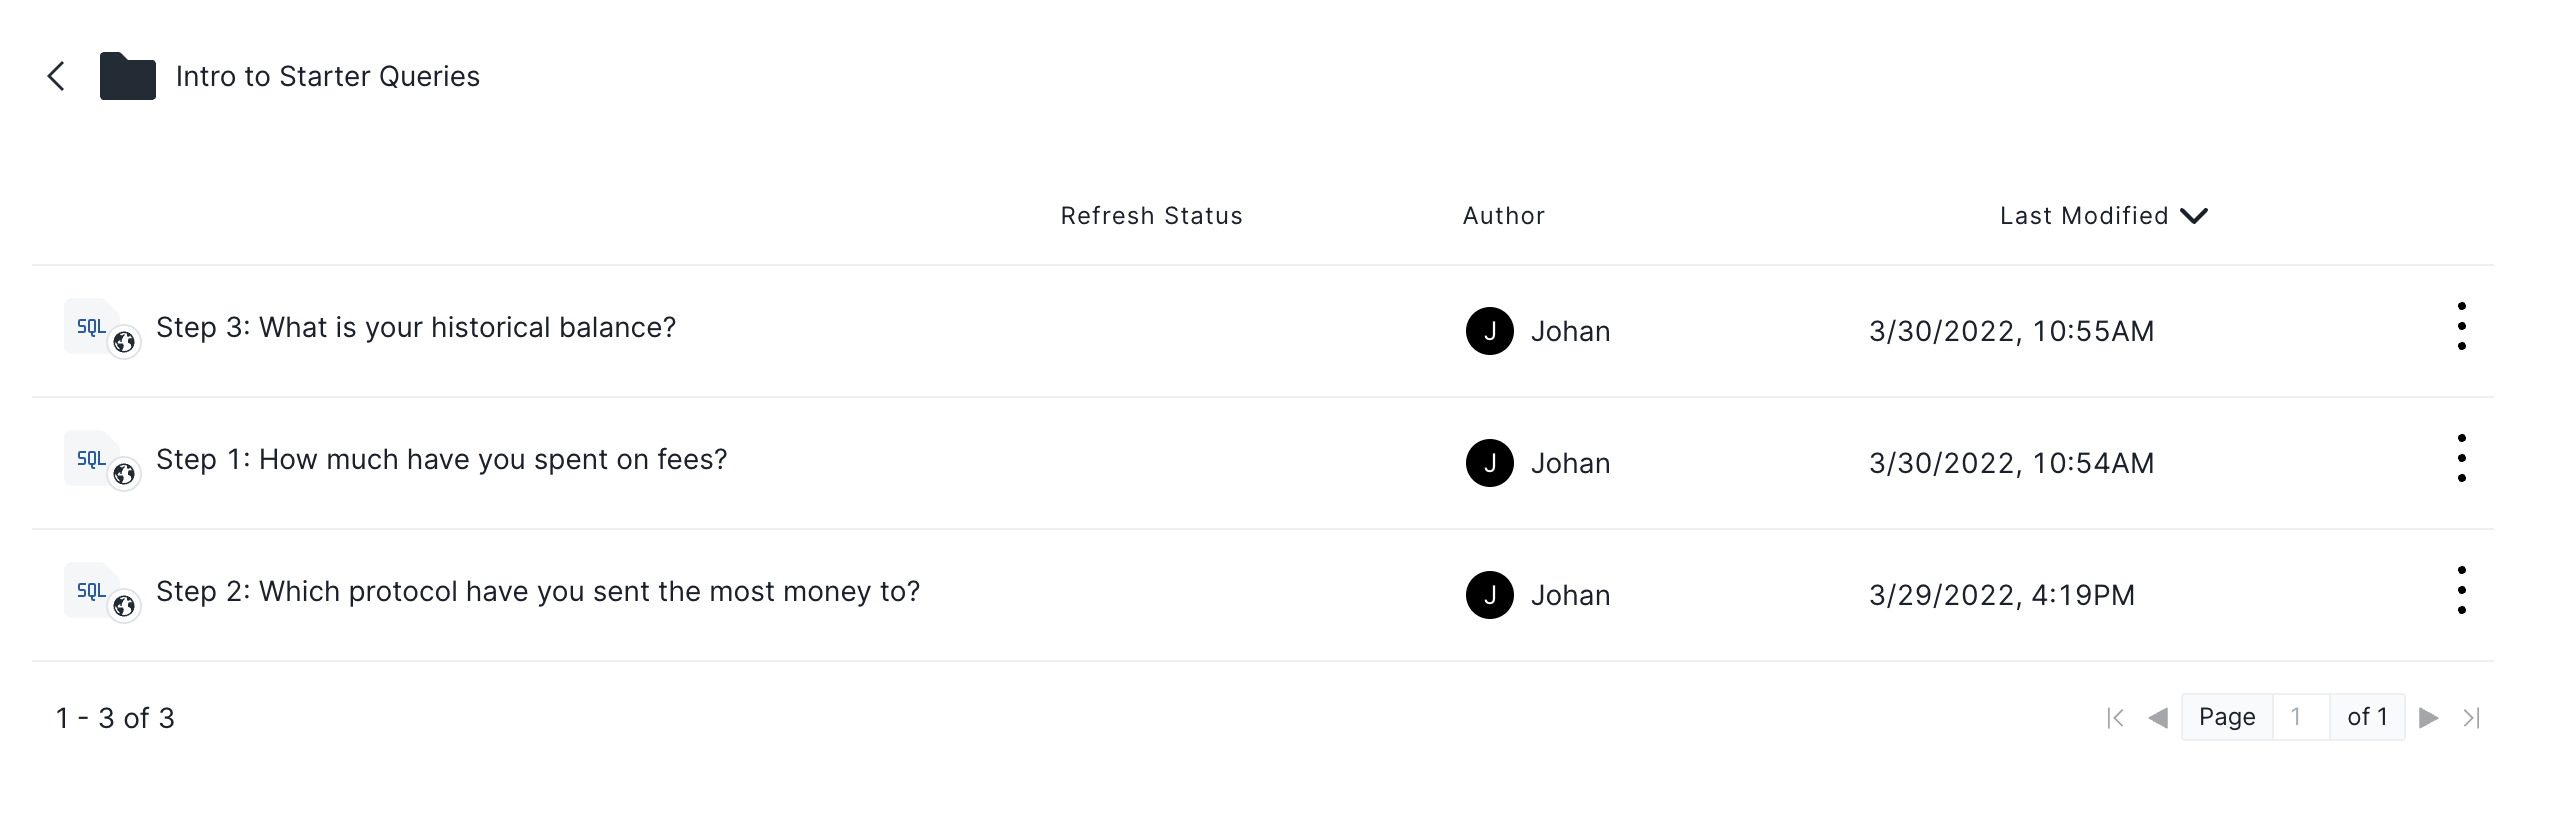 Intro to Starter Queries
Refresh Status Author Last Modified
SQL Step 3: What is your historical balance? J Johan 3/30/2022, 10:55AM
SQL Step 1: How much have you spent on fees? J Johan 3/30/2022, 10:54AM
SQL Step 2: Which protocol have you sent the most money to? J Johan 3/29/2022, 4:19PM
1 - 3 of 3 Page 1 of 1